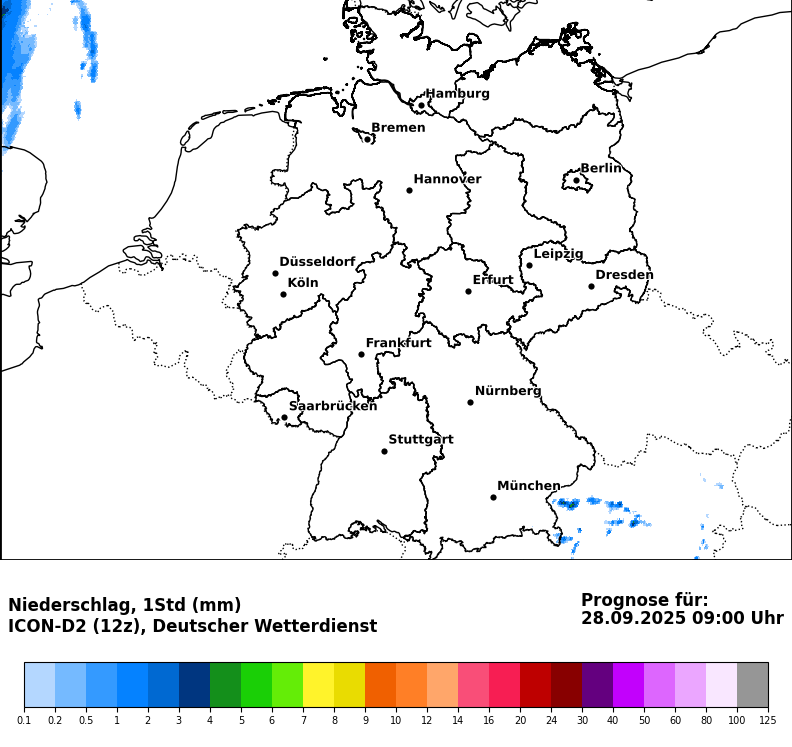 Hamburg
Bremen
Berlin
Hannover
Leipzig
Düsseldorf
Dresden
Köln
Erfurt
Frankfurt
Nürnberg
Saarbrücken
Stuttgart
München
Niederschlag, 1Std (mm)
ICON-D2 (12z), Deutscher Wetterdienst
Prognose für:
28.09.2025 09:00 Uhr
0.1 0.2 0.5 1 2 3 4 5 6 7 8 9 10 12 14 16 20 24 30 40 50 60 80 100 125